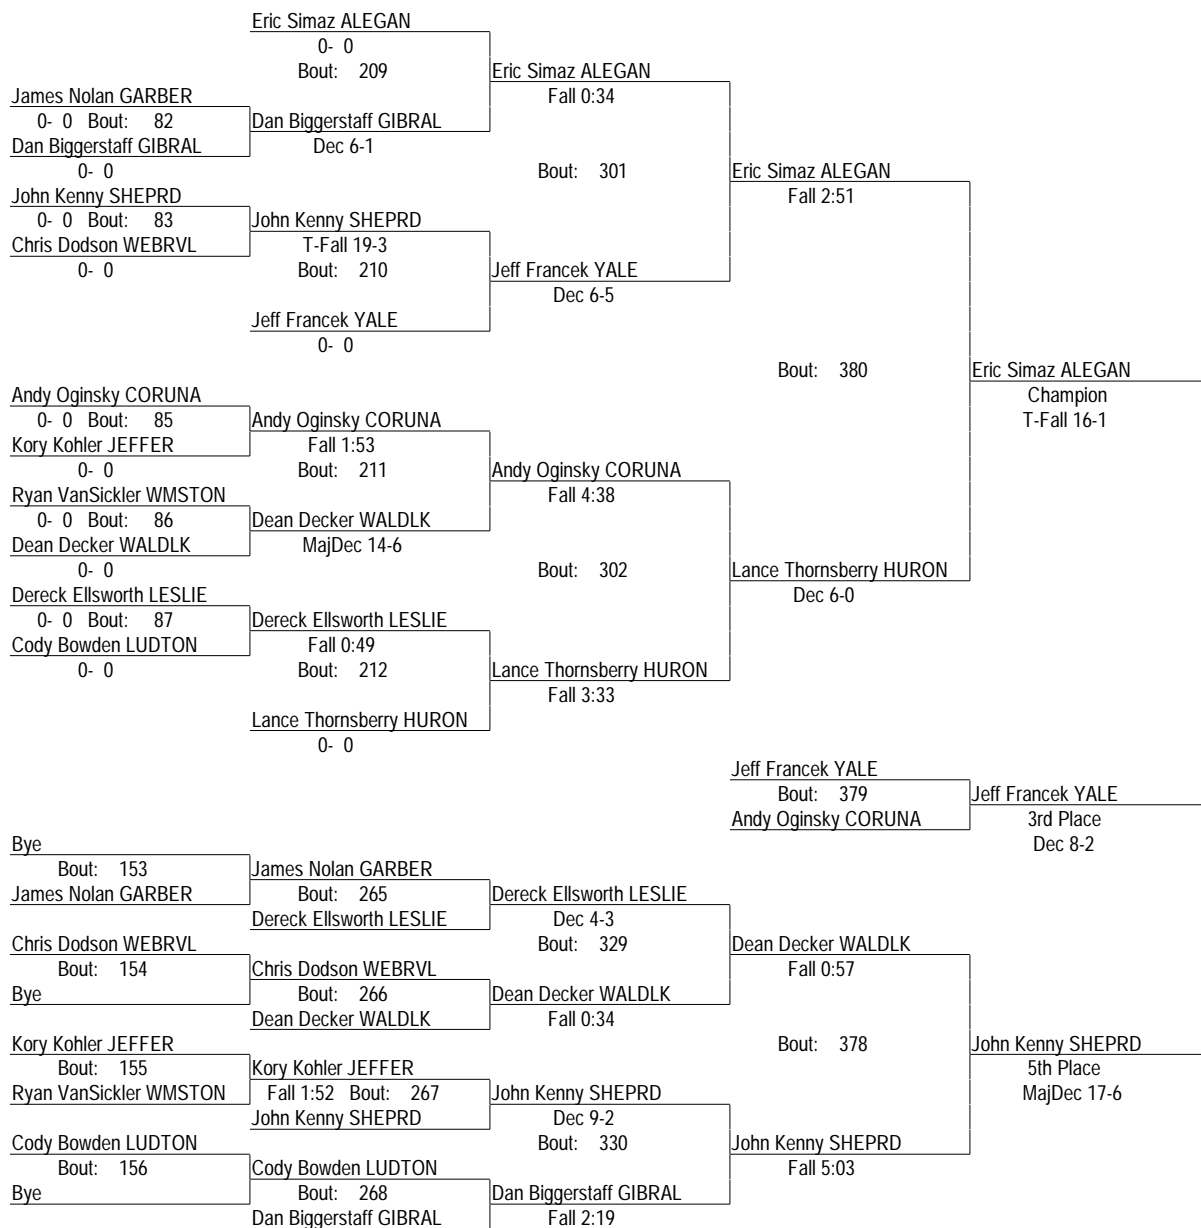 Eric Simaz ALEGAN
0- 0
Bout: 209
Eric Simaz ALEGAN
Fall 0:34
James Nolan GARBER
0- 0 Bout: 82
Dan Biggerstaff GIBRAL
Dec 6-1
Dan Biggerstaff GIBRAL
0- 0
Bout: 301
Eric Simaz ALEGAN
Fall 2:51
John Kenny SHEPRD
0- 0 Bout: 83
John Kenny SHEPRD
T-Fall 19-3
Chris Dodson WEBRVL
0- 0
Bout: 210
Jeff Francek YALE
Dec 6-5
Jeff Francek YALE
0- 0
Bout: 380
Eric Simaz ALEGAN
Champion
T-Fall 16-1
Andy Oginsky CORUNA
0- 0 Bout: 85
Andy Oginsky CORUNA
Fall 1:53
Kory Kohler JEFFER
0- 0
Bout: 211
Andy Oginsky CORUNA
Fall 4:38
Ryan VanSickler WMSTON
0- 0 Bout: 86
Dean Decker WALDLK
MajDec 14-6
Dean Decker WALDLK
0- 0
Bout: 302
Lance Thornsberry HURON
Dec 6-0
Dereck Ellsworth LESLIE
0- 0 Bout: 87
Dereck Ellsworth LESLIE
Fall 0:49
Cody Bowden LUDTON
0- 0
Bout: 212
Lance Thornsberry HURON
Fall 3:33
Lance Thornsberry HURON
0- 0
Jeff Francek YALE
Bout: 379
Jeff Francek YALE
Andy Oginsky CORUNA
3rd Place
Dec 8-2
Bye
Bout: 153
James Nolan GARBER
James Nolan GARBER
Bout: 265
Dereck Ellsworth LESLIE
Dereck Ellsworth LESLIE
Dec 4-3
Bout: 329
Dean Decker WALDLK
Fall 0:57
Chris Dodson WEBRVL
Bout: 154
Chris Dodson WEBRVL
Bye
Bout: 266
Dean Decker WALDLK
Dean Decker WALDLK
Fall 0:34
Bout: 378
John Kenny SHEPRD
5th Place
MajDec 17-6
Kory Kohler JEFFER
Bout: 155
Kory Kohler JEFFER
Ryan VanSickler WMSTON
Fall 1:52 Bout: 267
John Kenny SHEPRD
John Kenny SHEPRD
Dec 9-2
Bout: 330
John Kenny SHEPRD
Fall 5:03
Cody Bowden LUDTON
Bout: 156
Cody Bowden LUDTON
Bye
Bout: 268
Dan Biggerstaff GIBRAL
Dan Biggerstaff GIBRAL
Fall 2:19